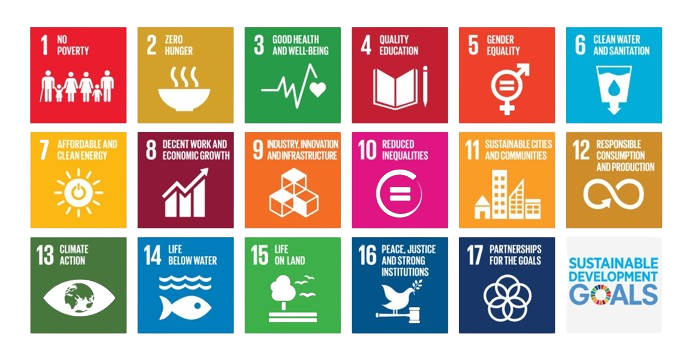 1 NO
POVERTY
2 ZERO
HUNGER
3 GOOD HEALTH
AND WELL-BEING
4 QUALITY
EDUCATION
5 GENDER
EQUALITY
6 CLEAN WATER
AND SANITATION
7 AFFORDABLE AND
CLEAN ENERGY
8 DECENT WORK AND
ECONOMIC GROWTH
9 INDUSTRY, INNOVATION
AND INFRASTRUCTURE
10 REDUCED
INEQUALITIES
11 SUSTAINABLE CITIES
AND COMMUNITIES
12 RESPONSIBLE
CONSUMPTION
AND PRODUCTION
13 CLIMATE
ACTION
14 LIFE
BELOW WATER
15 LIFE
ON LAND
16 PEACE, JUSTICE
AND STRONG
INSTITUTIONS
17 PARTNERSHIPS
FOR THE GOALS
SUSTAINABLE
DEVELOPMENT
GOALS